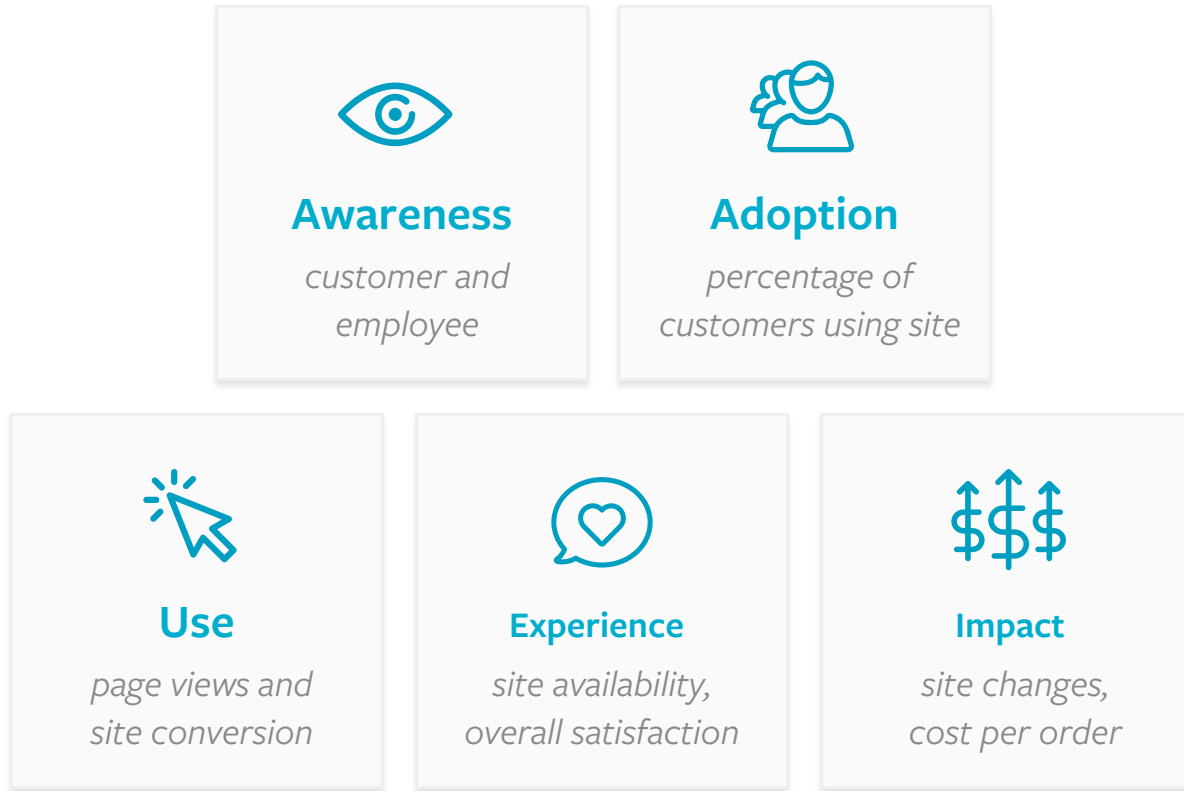 Awareness
customer and
employee
Adoption
percentage of
customers using site
Use
page views and
site conversion
Experience
site availability,
overall satisfaction
Impact
site changes,
cost per order